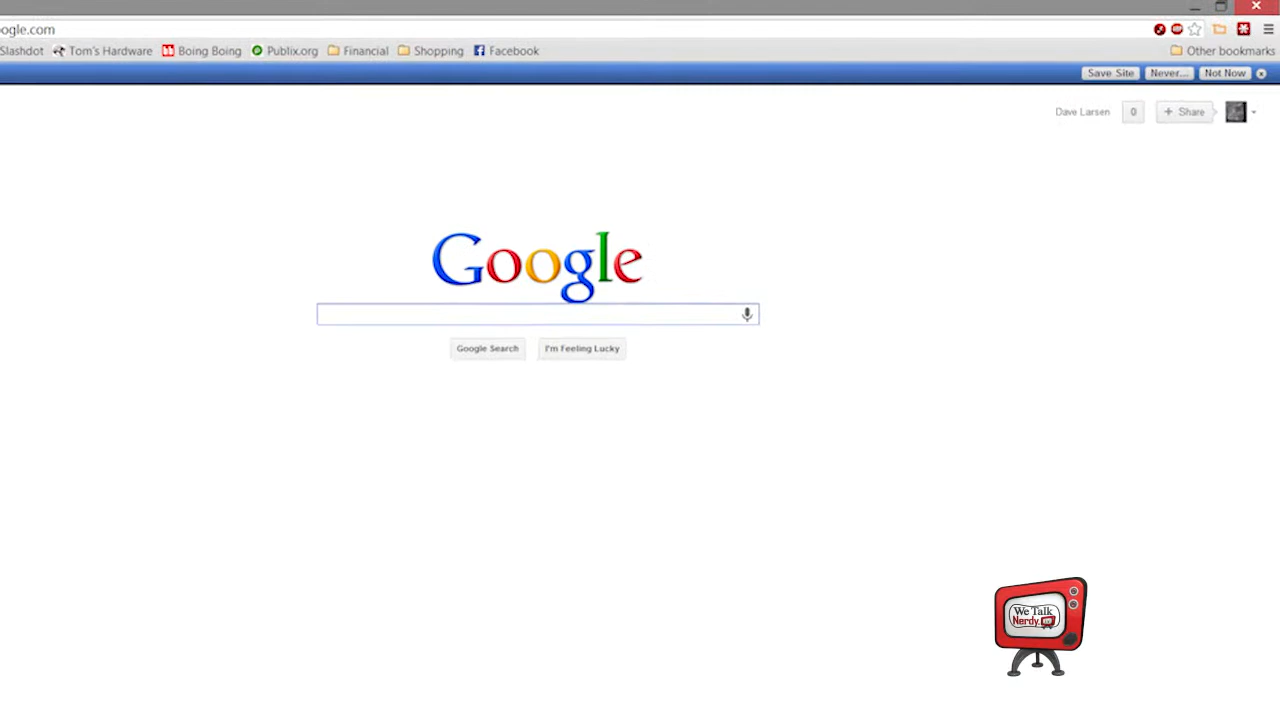 ogle.com
Slashdot Tom's Hardware Boing Boing Publix.org Financial Shopping Facebook Other bookmarks
Save Site Never... Not Now
Dave Larsen 0 + Share
Google
Google Search I'm Feeling Lucky
We Talk
Nerdy